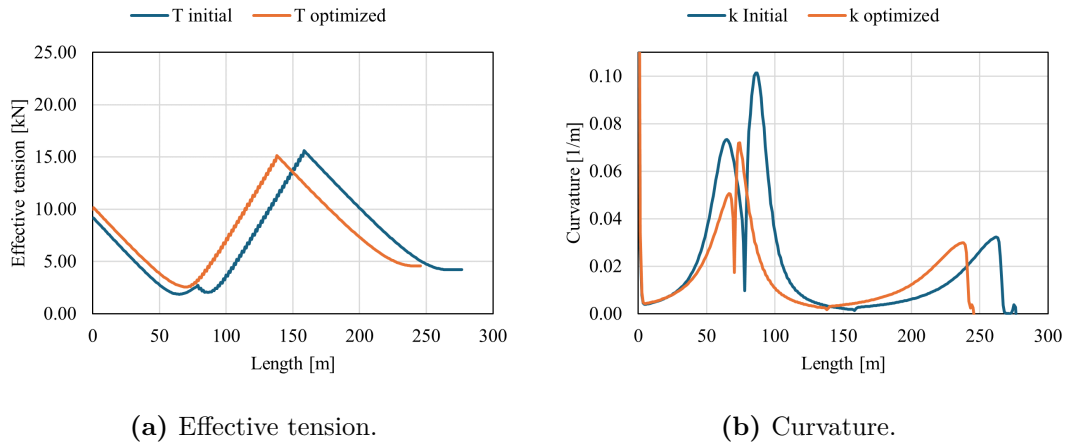 T initial T optimized
25.00
20.00
15.00
10.00
5.00
0.00
Effective tension [kN]
0 50 100 150 200 250 300
Length [m]
(a) Effective tension.
k Initial k optimized
0.10
0.08
0.06
0.04
0.02
0.00
Curvature [1/m]
0 50 100 150 200 250 300
Length [m]
(b) Curvature.